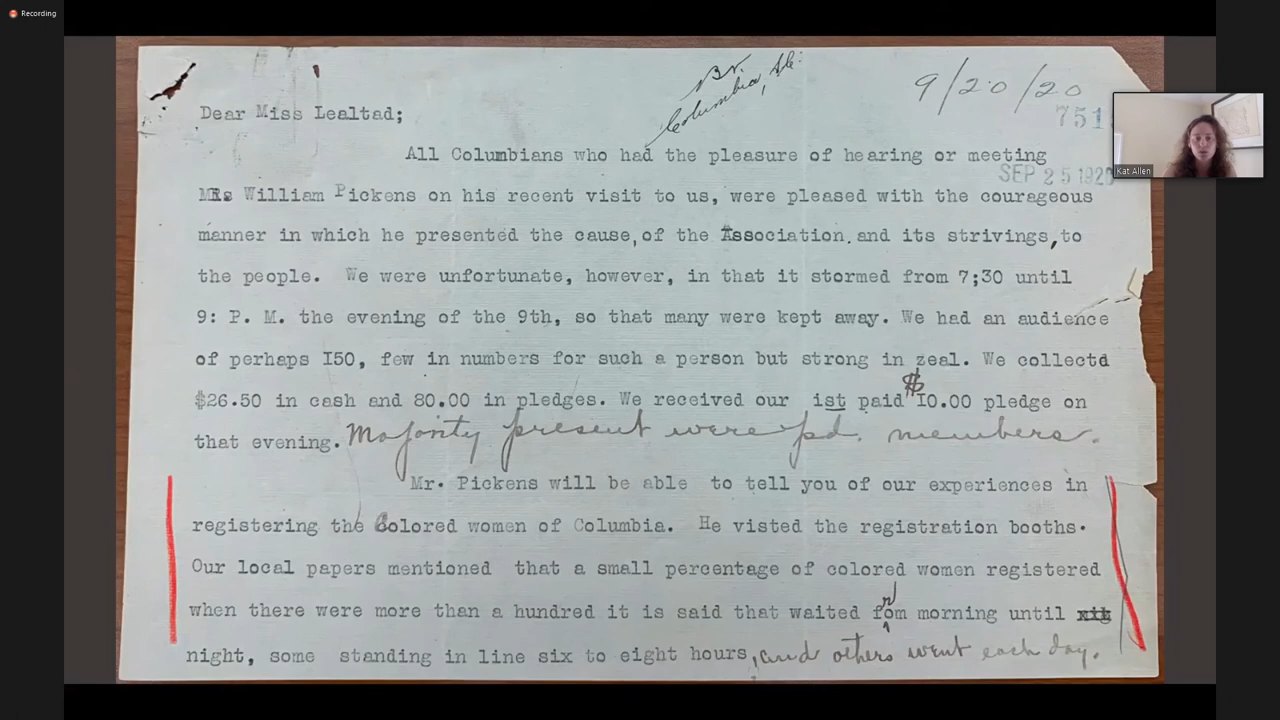 Recording
Br.
Columbia, S.C.
9/20/20
Dear Miss Lealtad;
751
All Columbians who had the pleasure of hearing or meeting
SEP 25 1920
Kat Allen
William Pickens on his recent visit to us, were pleased with the courageous
manner in which he presented the cause, of the Association. and its strivings, to
the people. We were unfortunate, however, in that it stormed from 7;30 until
9: P. M. the evening of the 9th, so that many were kept away. We had an audience
of perhaps I50, few in numbers for such a person but strong in zeal. We collectd
$26.50 in cash and 80.00 in pledges. We received our ist paid $I0.00 pledge on
that evening. Majority present were pd. members.
Mr. Pickens will be able to tell you of our experiences in
registering the Colored women of Columbia. He visted the registration booths.
Our local papers mentioned that a small percentage of colored women registered
when there were more than a hundred it is said that waited from morning until
night, some standing in line six to eight hours, and others went each day.